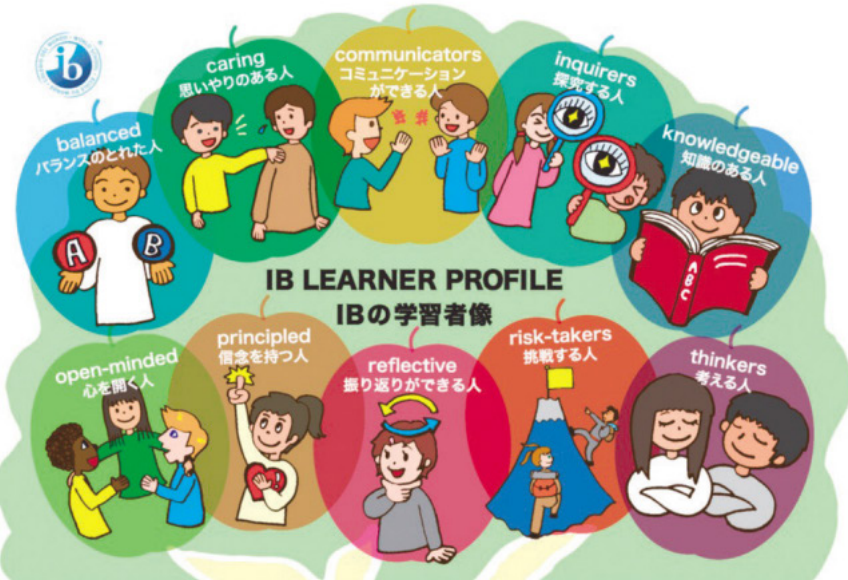 ib
caring
思いやりのある人
communicators
コミュニケーション
ができる人
inquirers
探究する人
balanced
バランスのとれた人
knowledgeable
知識のある人
A B
ABC
IB LEARNER PROFILE
IBの学習者像
open-minded
心を開く人
principled
信念を持つ人
reflective
振り返りができる人
risk-takers
挑戦する人
thinkers
考える人